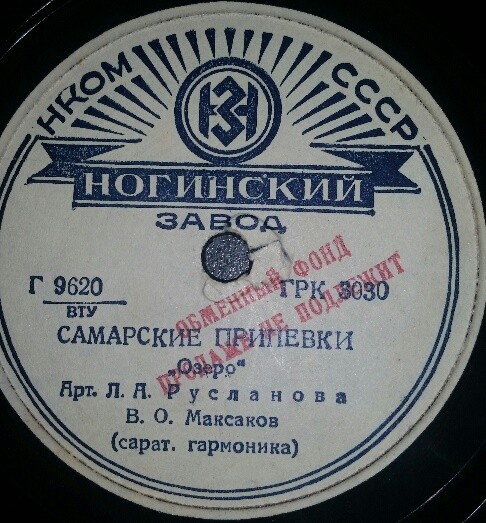 НКОМ СССР
НЗ
НОГИНСКИЙ
ЗАВОД
ОБМЕННЫЙ ФОНД
ПРОДАЖЕ НЕ ПОДЛЕЖИТ
Г 9620 ГРК 3030
ВТУ
САМАРСКИЕ ПРИПЕВКИ
„Озеро“
Арт. Л. А. Русланова
В. О. Максаков
(сарат. гармоника)